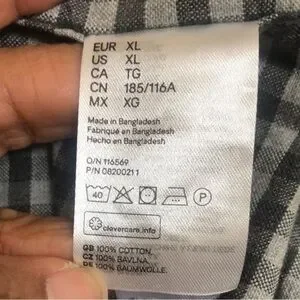 EUR XL
US XL
CA TG
CN 185/116A
MX XG
Made in Bangladesh
Fabriqué en Bangladesh
Hecho en Bangladesh
O/N 116569
P/N 08200211
40 P
clevercare.info
GB 100% COTTON.
CZ 100% BAVLNA.
DE 100% BAUMWOLLE.